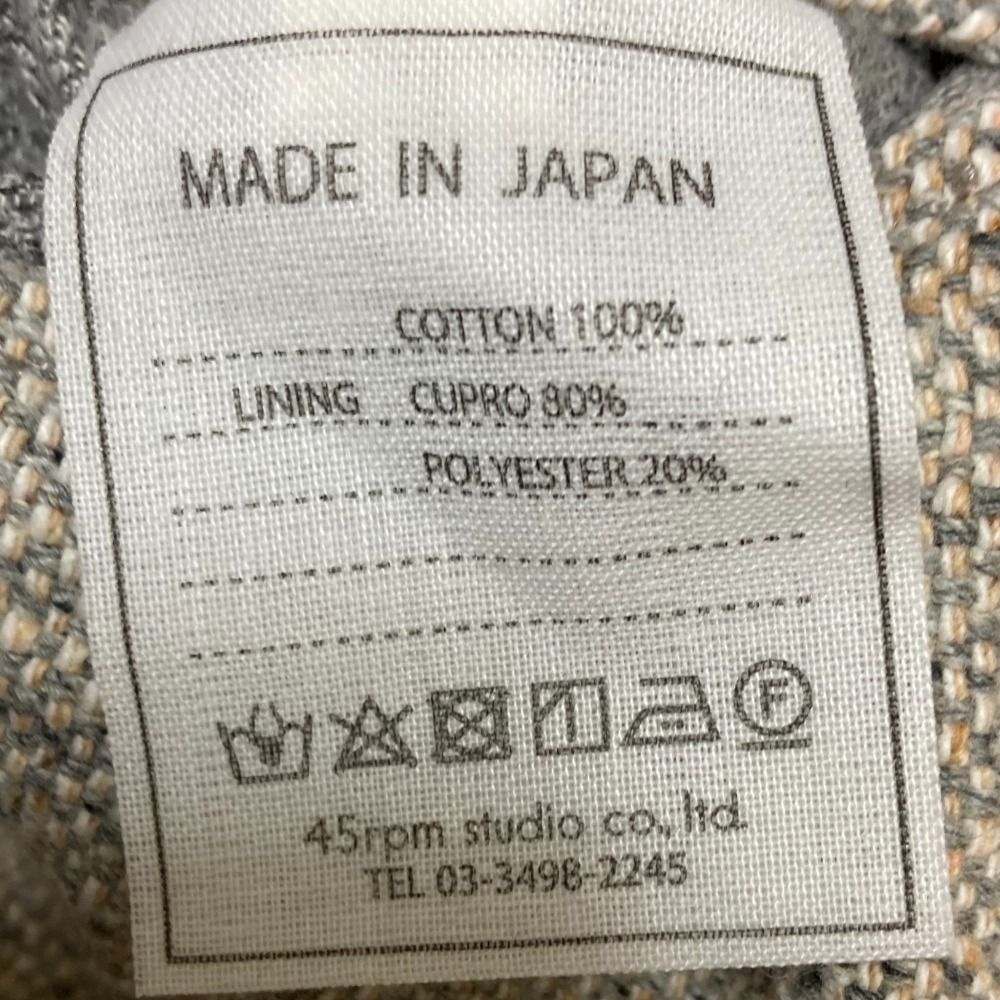 MADE IN JAPAN
COTTON 100%
LINING CUPRO 80%
POLYESTER 20%
F
45rpm studio co., ltd.
TEL 03-3498-2245